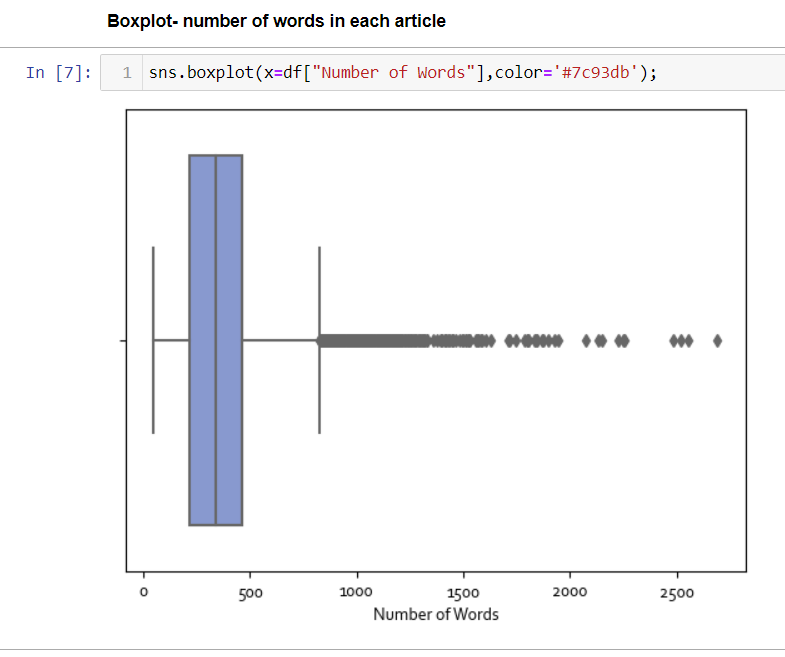 Boxplot- number of words in each article
In [7]: 1 sns.boxplot(x=df["Number of Words"],color='#7c93db');
0 500 1000 1500 2000 2500
Number of Words